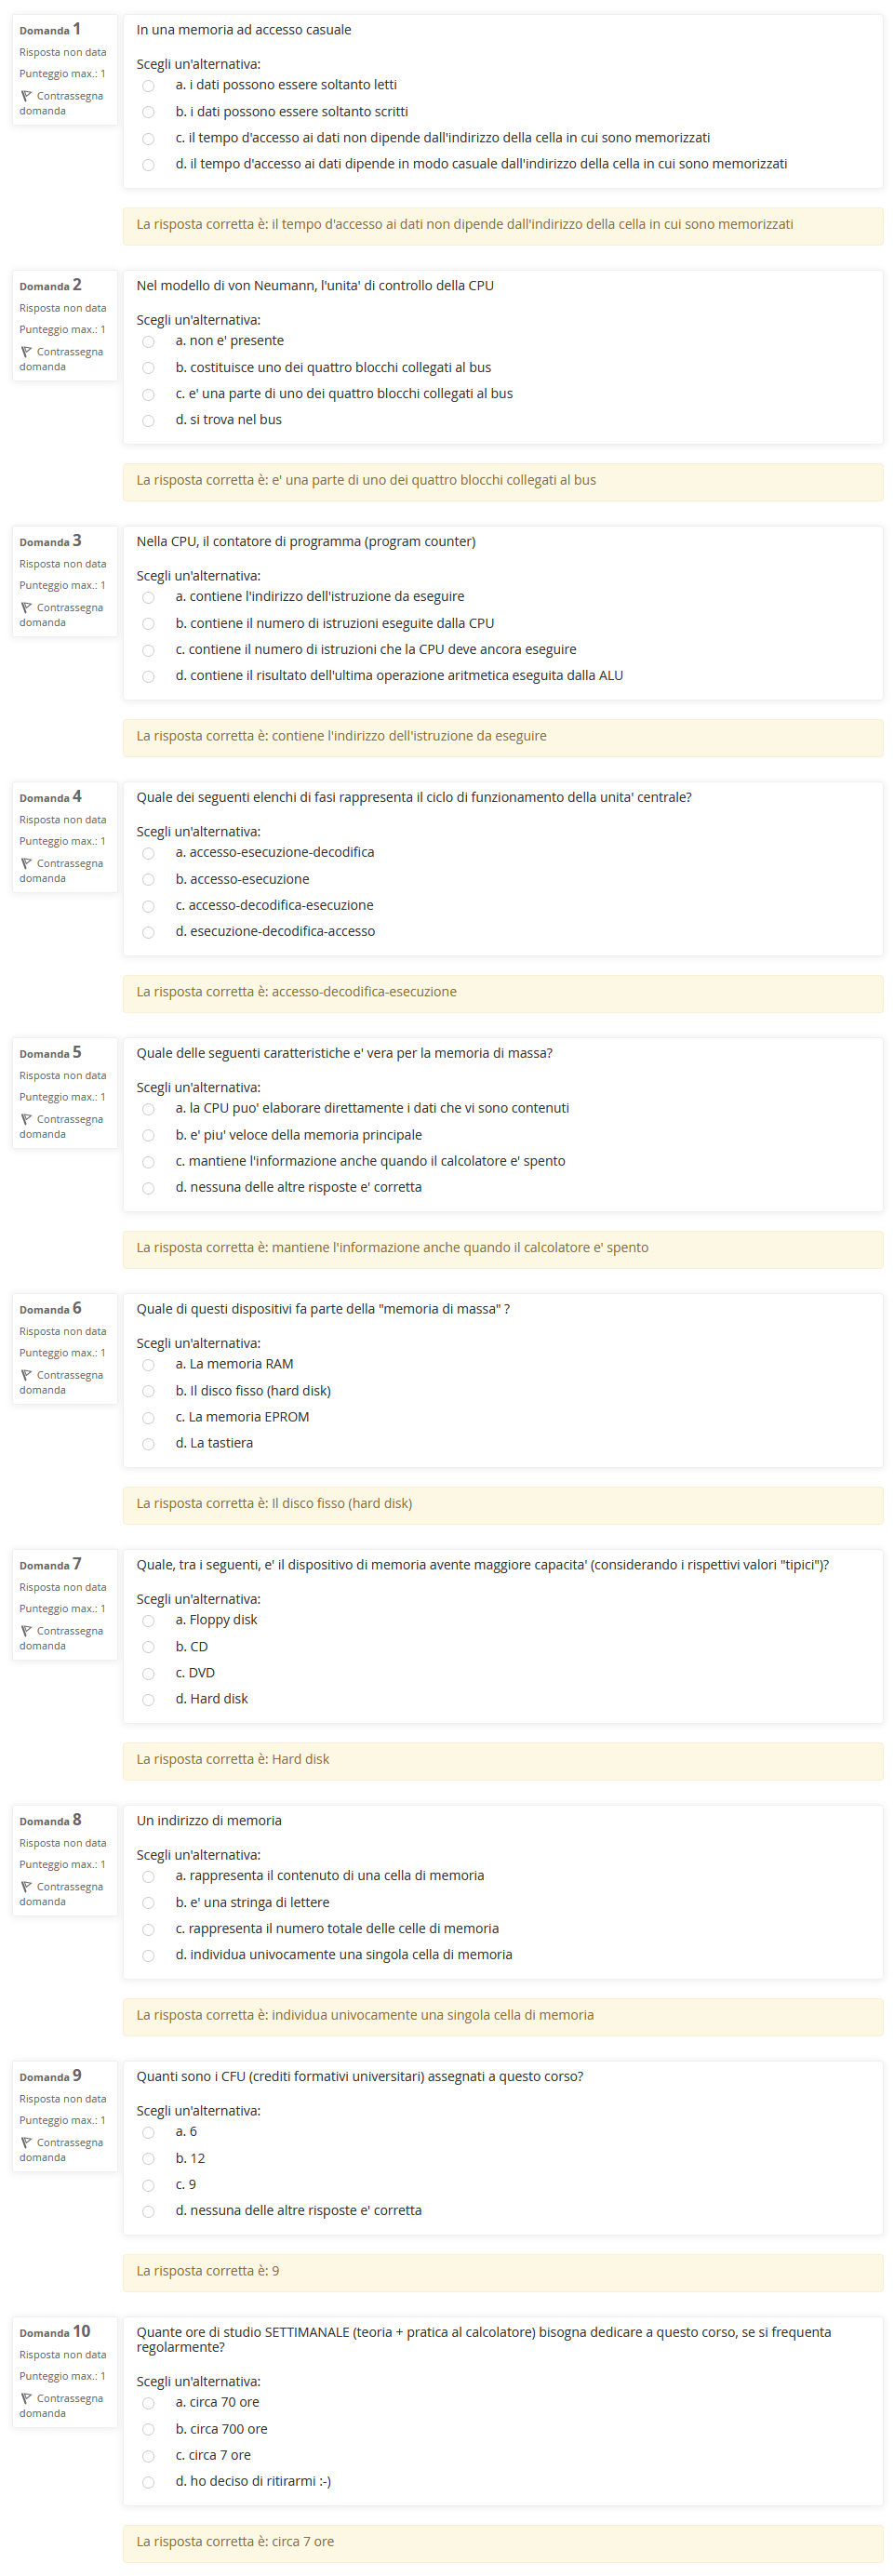 Domanda 1
Risposta non data
Punteggio max.: 1
Contrassegna
domanda
In una memoria ad accesso casuale
Scegli un'alternativa:
a. i dati possono essere soltanto letti
b. i dati possono essere soltanto scritti
c. il tempo d'accesso ai dati non dipende dall'indirizzo della cella in cui sono memorizzati
d. il tempo d'accesso ai dati dipende in modo casuale dall'indirizzo della cella in cui sono memorizzati
La risposta corretta è: il tempo d'accesso ai dati non dipende dall'indirizzo della cella in cui sono memorizzati
Domanda 2
Risposta non data
Punteggio max.: 1
Contrassegna
domanda
Nel modello di von Neumann, l'unita' di controllo della CPU
Scegli un'alternativa:
a. non e' presente
b. costituisce uno dei quattro blocchi collegati al bus
c. e' una parte di uno dei quattro blocchi collegati al bus
d. si trova nel bus
La risposta corretta è: e' una parte di uno dei quattro blocchi collegati al bus
Domanda 3
Risposta non data
Punteggio max.: 1
Contrassegna
domanda
Nella CPU, il contatore di programma (program counter)
Scegli un'alternativa:
a. contiene l'indirizzo dell'istruzione da eseguire
b. contiene il numero di istruzioni eseguite dalla CPU
c. contiene il numero di istruzioni che la CPU deve ancora eseguire
d. contiene il risultato dell'ultima operazione aritmetica eseguita dalla ALU
La risposta corretta è: contiene l'indirizzo dell'istruzione da eseguire
Domanda 4
Risposta non data
Punteggio max.: 1
Contrassegna
domanda
Quale dei seguenti elenchi di fasi rappresenta il ciclo di funzionamento della unita' centrale?
Scegli un'alternativa:
a. accesso-esecuzione-decodifica
b. accesso-esecuzione
c. accesso-decodifica-esecuzione
d. esecuzione-decodifica-accesso
La risposta corretta è: accesso-decodifica-esecuzione
Domanda 5
Risposta non data
Punteggio max.: 1
Contrassegna
domanda
Quale delle seguenti caratteristiche e' vera per la memoria di massa?
Scegli un'alternativa:
a. la CPU puo' elaborare direttamente i dati che vi sono contenuti
b. e' piu' veloce della memoria principale
c. mantiene l'informazione anche quando il calcolatore e' spento
d. nessuna delle altre risposte e' corretta
La risposta corretta è: mantiene l'informazione anche quando il calcolatore e' spento
Domanda 6
Risposta non data
Punteggio max.: 1
Contrassegna
domanda
Quale di questi dispositivi fa parte della "memoria di massa" ?
Scegli un'alternativa:
a. La memoria RAM
b. Il disco fisso (hard disk)
c. La memoria EPROM
d. La tastiera
La risposta corretta è: Il disco fisso (hard disk)
Domanda 7
Risposta non data
Punteggio max.: 1
Contrassegna
domanda
Quale, tra i seguenti, e' il dispositivo di memoria avente maggiore capacita' (considerando i rispettivi valori "tipici")?
Scegli un'alternativa:
a. Floppy disk
b. CD
c. DVD
d. Hard disk
La risposta corretta è: Hard disk
Domanda 8
Risposta non data
Punteggio max.: 1
Contrassegna
domanda
Un indirizzo di memoria
Scegli un'alternativa:
a. rappresenta il contenuto di una cella di memoria
b. e' una stringa di lettere
c. rappresenta il numero totale delle celle di memoria
d. individua univocamente una singola cella di memoria
La risposta corretta è: individua univocamente una singola cella di memoria
Domanda 9
Risposta non data
Punteggio max.: 1
Contrassegna
domanda
Quanti sono i CFU (crediti formativi universitari) assegnati a questo corso?
Scegli un'alternativa:
a. 6
b. 12
c. 9
d. nessuna delle altre risposte e' corretta
La risposta corretta è: 9
Domanda 10
Risposta non data
Punteggio max.: 1
Contrassegna
domanda
Quante ore di studio SETTIMANALE (teoria + pratica al calcolatore) bisogna dedicare a questo corso, se si frequenta
regolarmente?
Scegli un'alternativa:
a. circa 70 ore
b. circa 700 ore
c. circa 7 ore
d. ho deciso di ritirarmi :-)
La risposta corretta è: circa 7 ore